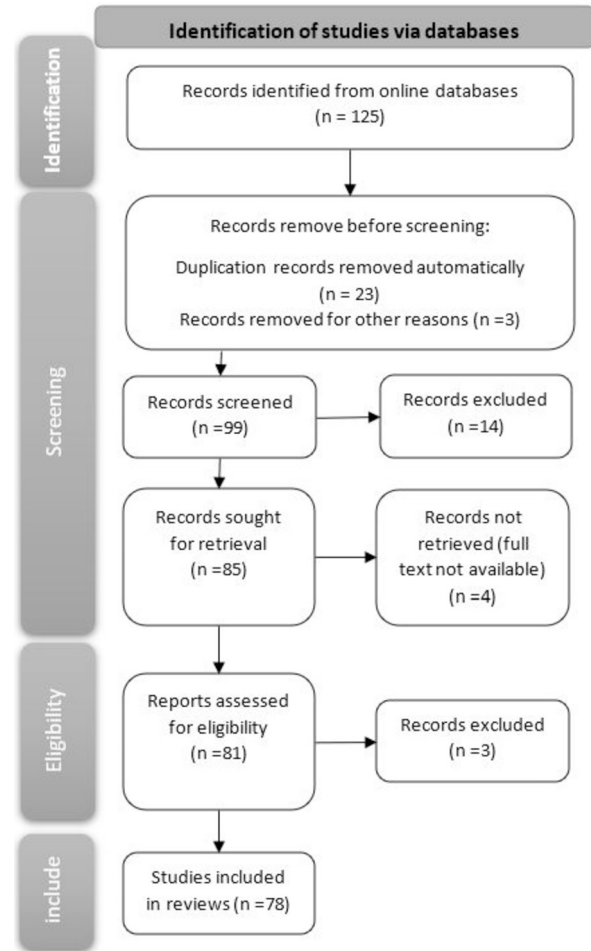 Identification of studies via databases
Identification
Records identified from online databases
(n = 125)
Screening
Records remove before screening:
Duplication records removed automatically
(n = 23)
Records removed for other reasons (n =3)
Records screened
(n =99)
Records excluded
(n =14)
Records sought
for retrieval
(n =85)
Records not
retrieved (full
text not available)
(n =4)
Eligibility
Reports assessed
for eligibility
(n =81)
Records excluded
(n =3)
include
Studies included
in reviews (n =78)